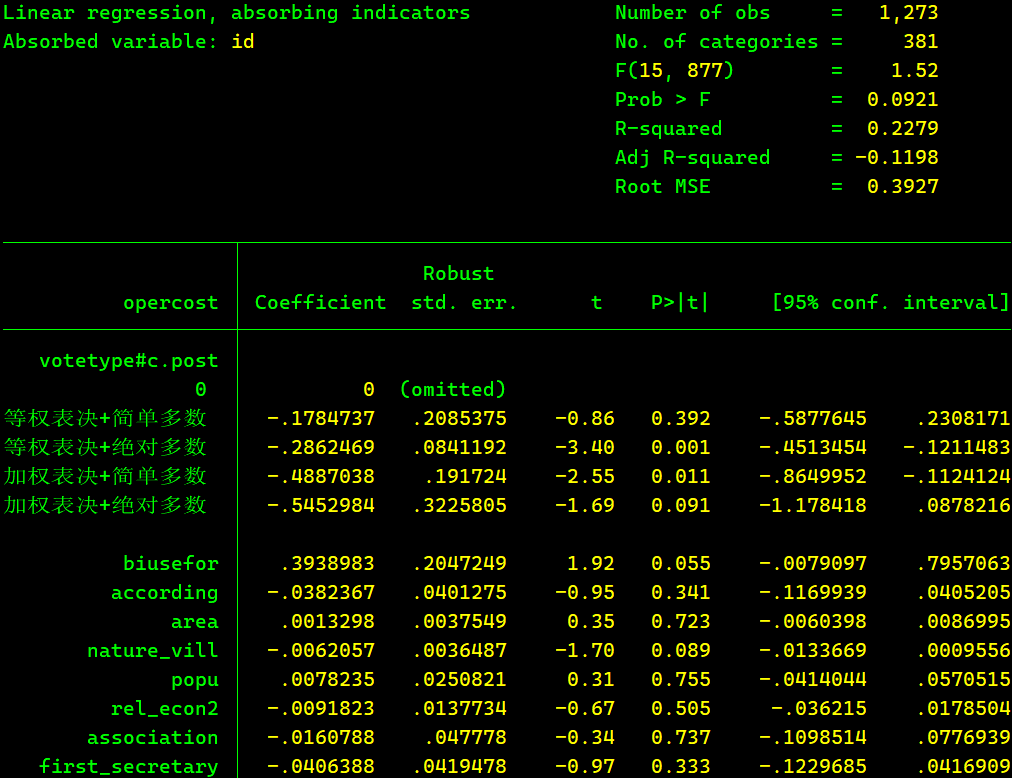 Linear regression, absorbing indicators Number of obs = 1,273
Absorbed variable: id No. of categories = 381
F(15, 877) = 1.52
Prob > F = 0.0921
R-squared = 0.2279
Adj R-squared = -0.1198
Root MSE = 0.3927
Robust
opercost Coefficient std. err. t P>|t| [95% conf. interval]
votetype#c.post
0 0 (omitted)
等权表决+简单多数 -.1784737 .2085375 -0.86 0.392 -.5877645 .2308171
等权表决+绝对多数 -.2862469 .0841192 -3.40 0.001 -.4513454 -.1211483
加权表决+简单多数 -.4887038 .191724 -2.55 0.011 -.8649952 -.1124124
加权表决+绝对多数 -.5452984 .3225805 -1.69 0.091 -1.178418 .0878216
biusefor .3938983 .2047249 1.92 0.055 -.0079097 .7957063
according -.0382367 .0401275 -0.95 0.341 -.1169939 .0405205
area .0013298 .0037549 0.35 0.723 -.0060398 .0086995
nature_vill -.0062057 .0036487 -1.70 0.089 -.0133669 .0009556
popu .0078235 .0250821 0.31 0.755 -.0414044 .0570515
rel_econ2 -.0091823 .0137734 -0.67 0.505 -.036215 .0178504
association -.0160788 .047778 -0.34 0.737 -.1098514 .0776939
first_secretary -.0406388 .0419478 -0.97 0.333 -.1229685 .0416909